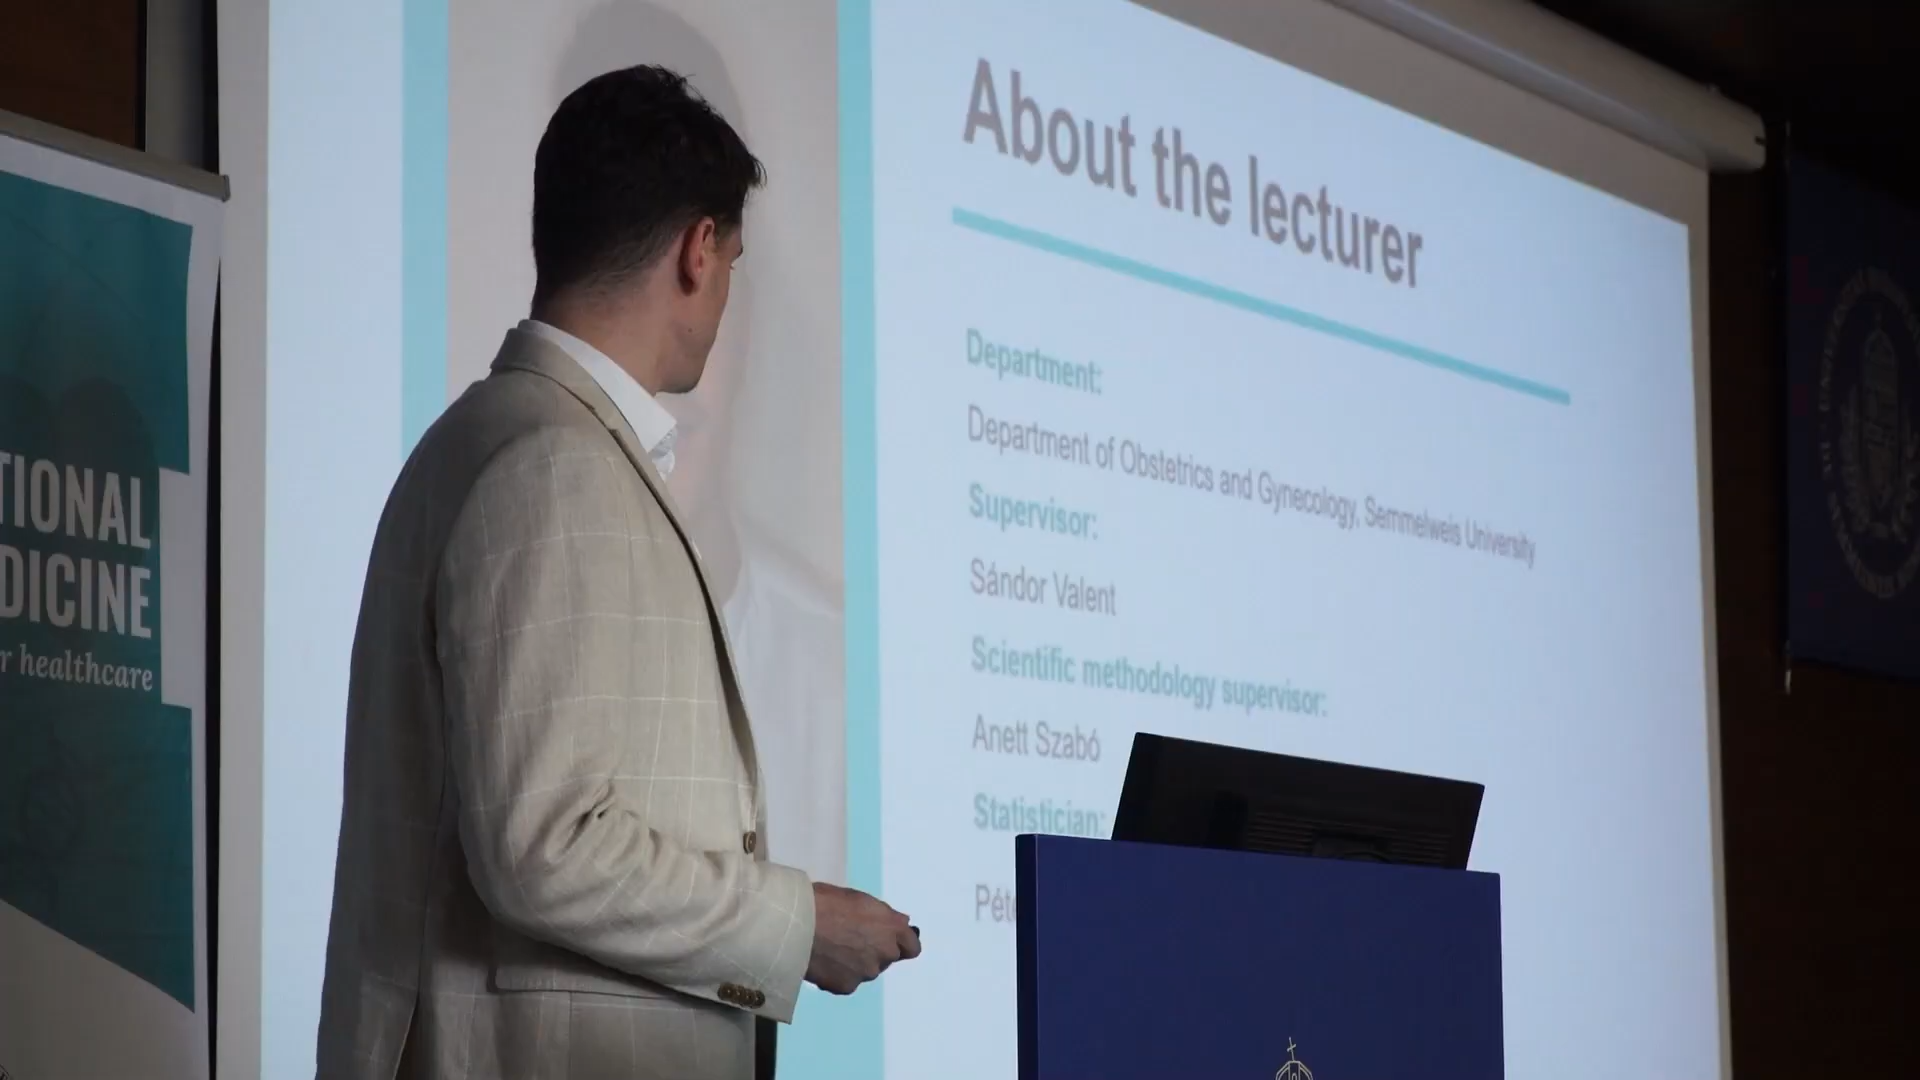 TIONAL
DICINE
r healthcare
About the lecturer
Department:
Department of Obstetrics and Gynecology, Semmelweis University
Supervisor:
Sándor Valent
Scientific methodology supervisor:
Anett Szabó
Statistician:
Péte